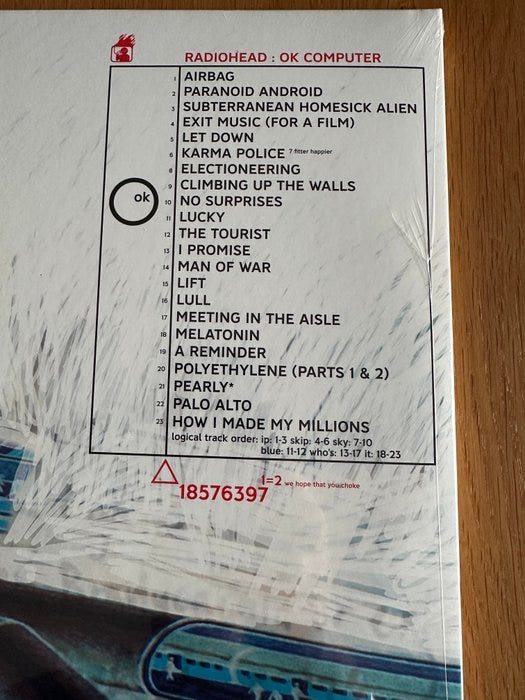 RADIOHEAD : OK COMPUTER
1 AIRBAG
2 PARANOID ANDROID
3 SUBTERRANEAN HOMESICK ALIEN
4 EXIT MUSIC (FOR A FILM)
5 LET DOWN
6 KARMA POLICE 7 fitter happier
8 ELECTIONEERING
9 CLIMBING UP THE WALLS
ok
10 NO SURPRISES
11 LUCKY
12 THE TOURIST
13 I PROMISE
14 MAN OF WAR
15 LIFT
16 LULL
17 MEETING IN THE AISLE
18 MELATONIN
19 A REMINDER
20 POLYETHYLENE (PARTS 1 & 2)
21 PEARLY*
22 PALO ALTO
23 HOW I MADE MY MILLIONS
logical track order: ip: 1-3 skip: 4-6 sky: 7-10
blue: 11-12 who's: 13-17 it: 18-23
1=2 we hope that you choke
18576397